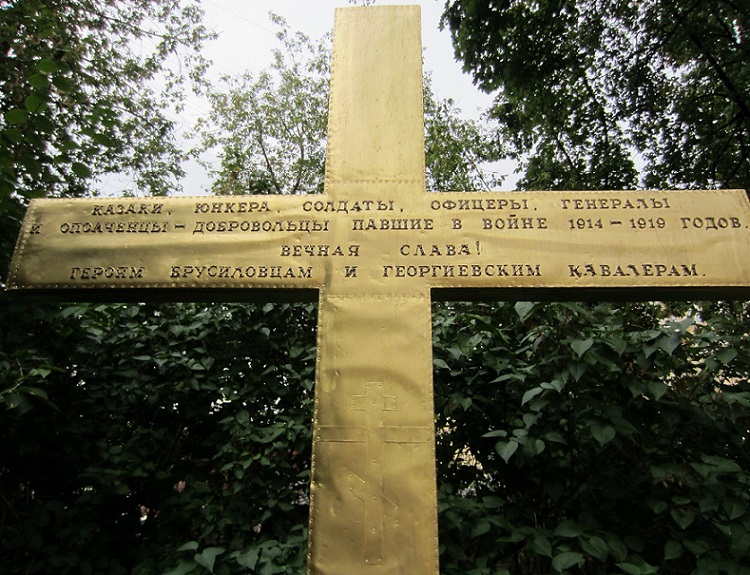 КАЗАКИ, ЮНКЕРА, СОЛДАТЫ, ОФИЦЕРЫ, ГЕНЕРАЛЫ
И ОПОЛЧЕНЦЫ – ДОБРОВОЛЬЦЫ ПАВШИЕ В ВОЙНЕ 1914 – 1919 ГОДОВ.
ВЕЧНАЯ СЛАВА!
ГЕРОЯМ БРУСИЛОВЦАМ И ГЕОРГИЕВСКИМ КАВАЛЕРАМ.